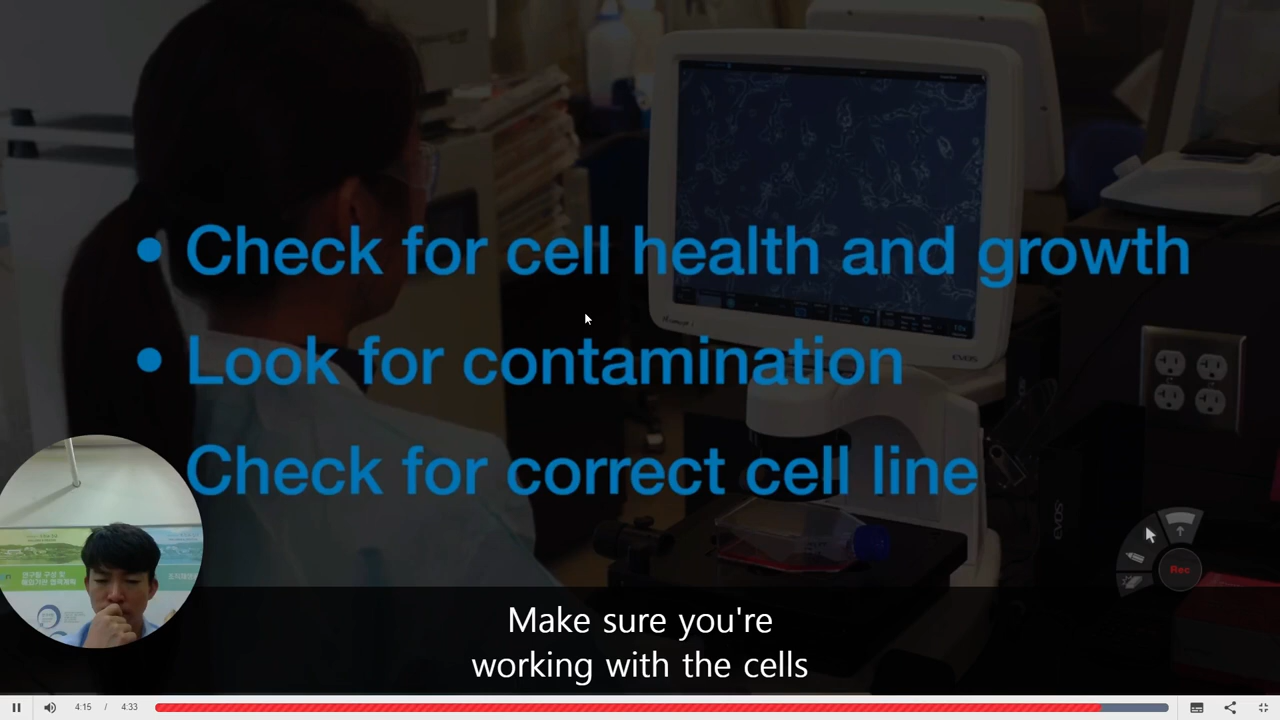 • Check for cell health and growth
• Look for contamination
Check for correct cell line
EVOS
EVOS
Rec
Make sure you're
working with the cells
4:15 / 4:33